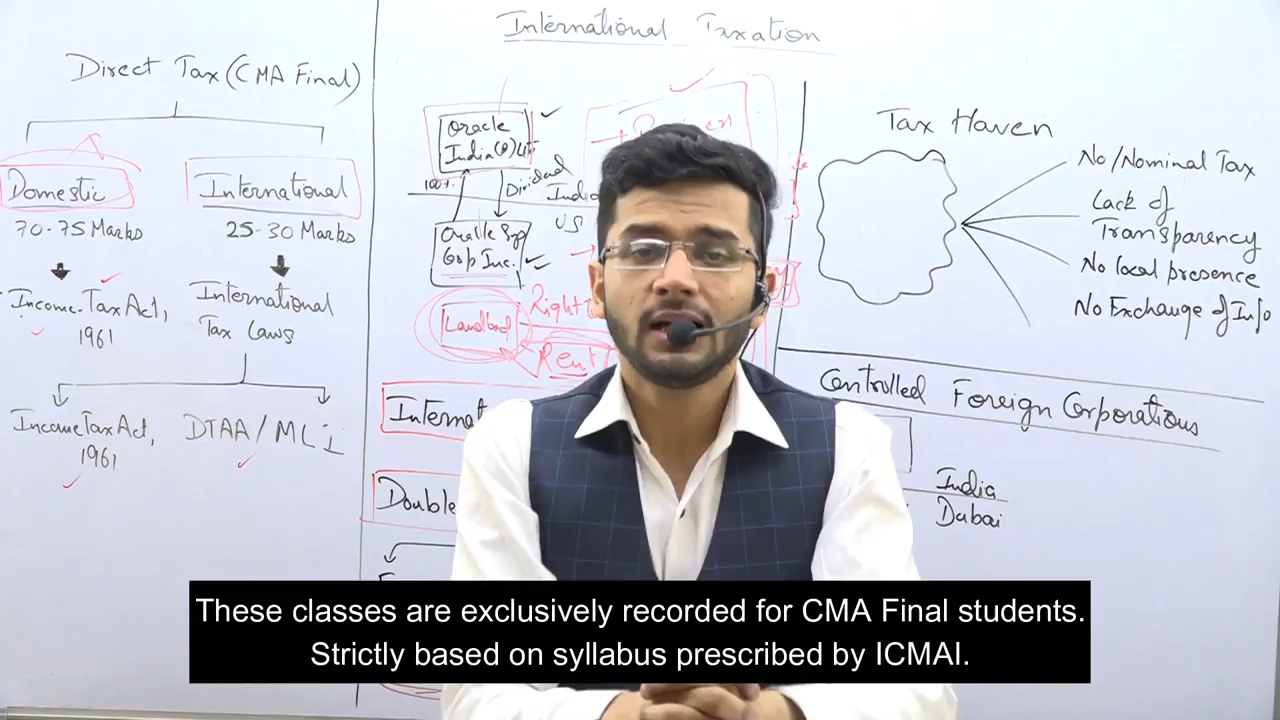 International Taxation
Direct Tax (CMA Final)
Domestic
70-75 Marks
Income Tax Act,
1961
International
25-30 Marks
International
Tax Laws
Income Tax Act,
1961
DTAA / MLI
Oracle
India (P) Ltd
100%
Dividend
India
US
Oracle
Corp Inc.
Landlord
Right
Rent
Internat
Double
Tax Haven
No/Nominal Tax
Lack of
Transparency
No local presence
No Exchange of Info
Controlled Foreign Corporations
India
Dubai
These classes are exclusively recorded for CMA Final students.
Strictly based on syllabus prescribed by ICMAI.